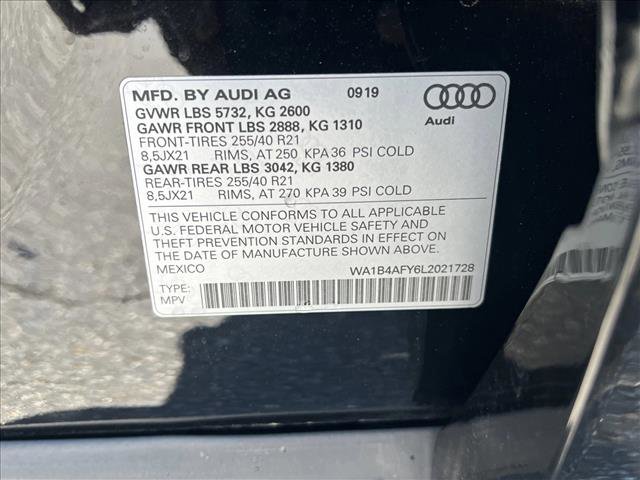 MFD. BY AUDI AG 0919
GVWR LBS 5732, KG 2600
GAWR FRONT LBS 2888, KG 1310
FRONT-TIRES 255/40 R21
8,5JX21 RIMS, AT 250 KPA 36 PSI COLD
GAWR REAR LBS 3042, KG 1380
REAR-TIRES 255/40 R21
8,5JX21 RIMS, AT 270 KPA 39 PSI COLD
Audi
THIS VEHICLE CONFORMS TO ALL APPLICABLE
U.S. FEDERAL MOTOR VEHICLE SAFETY AND
THEFT PREVENTION STANDARDS IN EFFECT ON
THE DATE OF MANUFACTURE SHOWN ABOVE.
MEXICO WA1B4AFY6L2021728
TYPE:
MPV